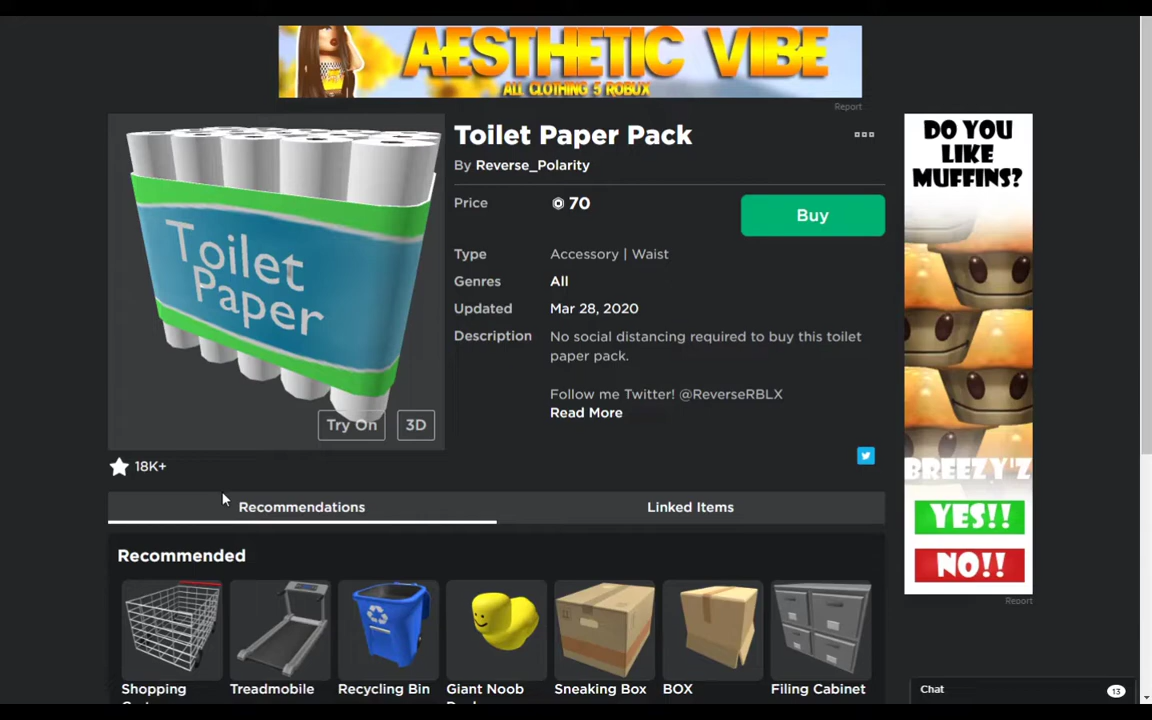 AESTHETIC VIBE
ALL CLOTHING 5 ROBUX
Report
Toilet Paper Pack
By Reverse_Polarity
Price
70
Buy
Type
Accessory | Waist
Genres
All
Updated
Mar 28, 2020
Description
No social distancing required to buy this toilet
paper pack.
Follow me Twitter! @ReverseRBLX
Read More
Toilet
Paper
Try On
3D
18K+
Recommendations
Linked Items
Recommended
Shopping
Treadmobile
Recycling Bin
Giant Noob
Sneaking Box
BOX
Filing Cabinet
DO YOU
LIKE
MUFFINS?
BREEZY'Z
YES!!
NO!!
Report
Chat
13